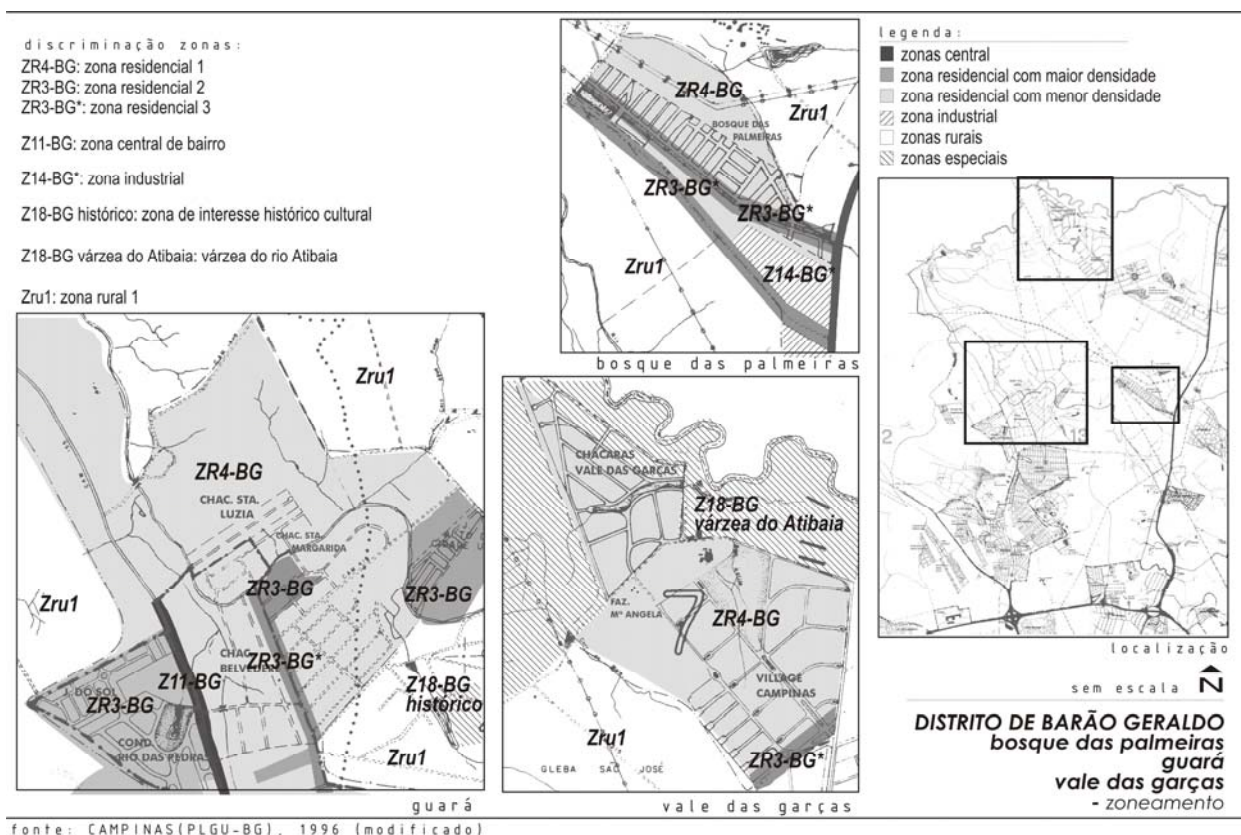 discriminação zonas:
ZR4-BG: zona residencial 1
ZR3-BG: zona residencial 2
ZR3-BG*: zona residencial 3
Z11-BG: zona central de bairro
Z14-BG*: zona industrial
Z18-BG histórico: zona de interesse histórico cultural
Z18-BG várzea do Atibaia: várzea do rio Atibaia
Zru1: zona rural 1
ZR4-BG
Zru1
BOSQUE DAS
PALMEIRAS
ZR3-BG*
ZR3-BG*
Zru1
Z14-BG*
bosque das palmeiras
legenda:
zonas central
zona residencial com maior densidade
zona residencial com menor densidade
zona industrial
zonas rurais
zonas especiais
Zru1
ZR4-BG
CHAC. STA.
LUZIA
CHAC. STA.
MARGARIDA
ZR3-BG
ZR3-BG
Zru1
CHAC.
BELVEDERE
ZR3-BG*
Z11-BG
J. DO SOL
ZR3-BG
COND.
RIO DAS PEDRAS
Z18-BG
histórico
Zru1
guará
CHÁCARAS
VALE DAS GARÇAS
Z18-BG
várzea do Atibaia
FAZ.
Mª ANGELA
7
ZR4-BG
VILLAGE
CAMPINAS
Zru1
ZR3-BG*
GLEBA SÃO JOSÉ
vale das garças
2
13
localização
sem escala
N
DISTRITO DE BARÃO GERALDO
bosque das palmeiras
guará
vale das garças
- zoneamento
fonte: CAMPINAS(PLGU-BG), 1996 (modificado)